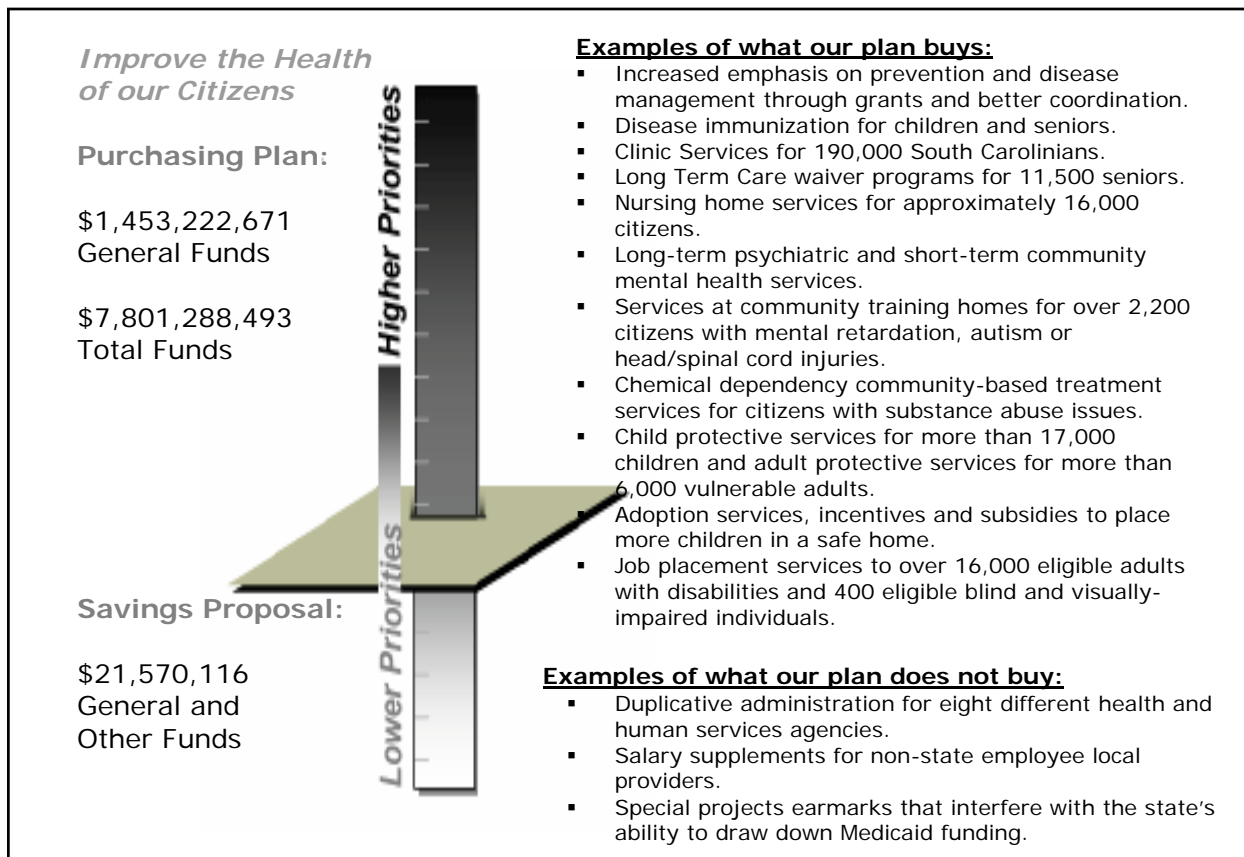 Improve the Health
of our Citizens
Purchasing Plan:
$1,453,222,671
General Funds
$7,801,288,493
Total Funds
Higher Priorities
Lower Priorities
Savings Proposal:
$21,570,116
General and
Other Funds
Examples of what our plan buys:
▪ Increased emphasis on prevention and disease
management through grants and better coordination.
▪ Disease immunization for children and seniors.
▪ Clinic Services for 190,000 South Carolinians.
▪ Long Term Care waiver programs for 11,500 seniors.
▪ Nursing home services for approximately 16,000
citizens.
▪ Long-term psychiatric and short-term community
mental health services.
▪ Services at community training homes for over 2,200
citizens with mental retardation, autism or
head/spinal cord injuries.
▪ Chemical dependency community-based treatment
services for citizens with substance abuse issues.
▪ Child protective services for more than 17,000
children and adult protective services for more than
6,000 vulnerable adults.
▪ Adoption services, incentives and subsidies to place
more children in a safe home.
▪ Job placement services to over 16,000 eligible adults
with disabilities and 400 eligible blind and visually-
impaired individuals.
Examples of what our plan does not buy:
▪ Duplicative administration for eight different health and
human services agencies.
▪ Salary supplements for non-state employee local
providers.
▪ Special projects earmarks that interfere with the state's
ability to draw down Medicaid funding.